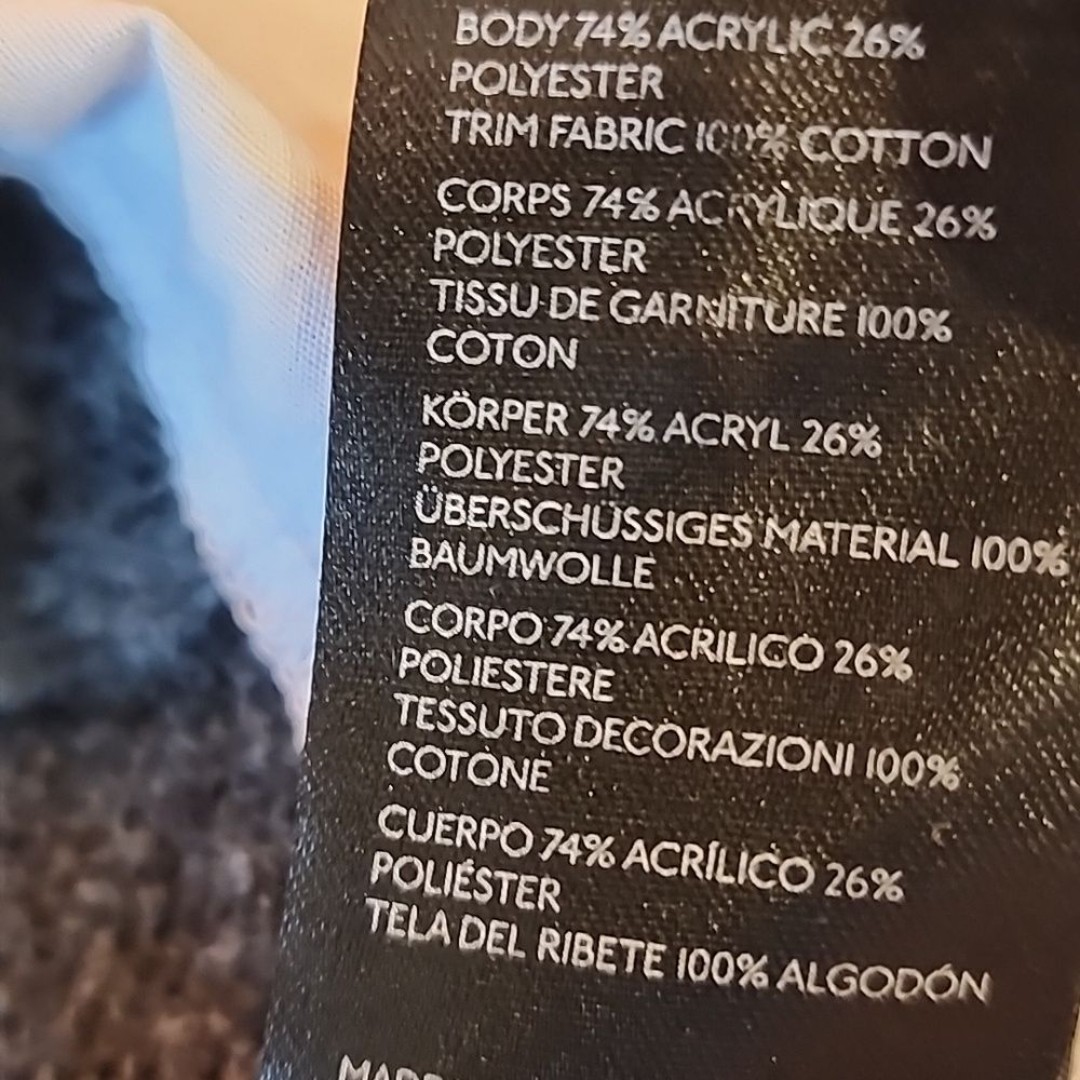 BODY 74% ACRYLIC 26%
POLYESTER
TRIM FABRIC 100% COTTON
CORPS 74% ACRYLIQUE 26%
POLYESTER
TISSU DE GARNITURE 100%
COTON
KÖRPER 74% ACRYL 26%
POLYESTER
ÜBERSCHÜSSIGES MATERIAL 100%
BAUMWOLLE
CORPO 74% ACRILIGO 26%
POLIESTERE
TESSUTO DECORAZIONI 100%
COTONE
CUERPO 74% ACRÍLICO 26%
POLIÉSTER
TELA DEL RIBETE 100% ALGODÓN